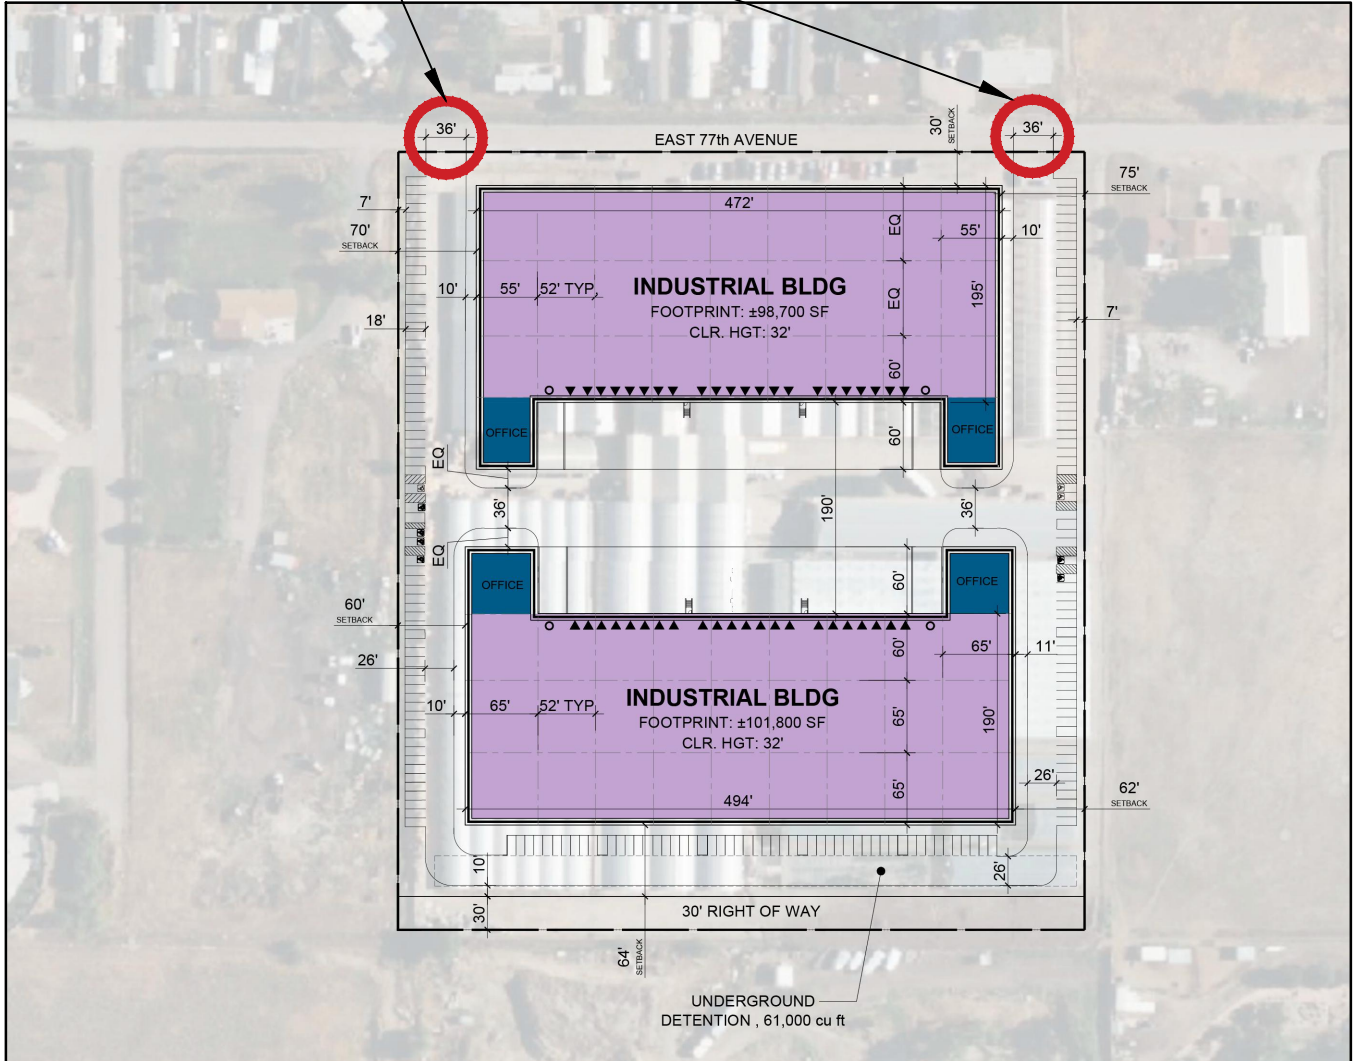 36'
30'
SETBACK
36'
EAST 77th AVENUE
75'
SETBACK
7'
472'
70'
SETBACK
EQ
55'
10'
10'
55'
52' TYP.
INDUSTRIAL BLDG
FOOTPRINT: ±98,700 SF
CLR. HGT: 32'
EQ
195'
7'
18'
60'
OFFICE
OFFICE
60'
EQ
36'
190'
36'
EQ
OFFICE
OFFICE
60'
60'
SETBACK
60'
65'
11'
26'
10'
65'
52' TYP.
INDUSTRIAL BLDG
FOOTPRINT: ±101,800 SF
CLR. HGT: 32'
65'
190'
26'
65'
494'
62'
SETBACK
10'
26'
30'
30' RIGHT OF WAY
64'
SETBACK
UNDERGROUND
DETENTION , 61,000 cu ft